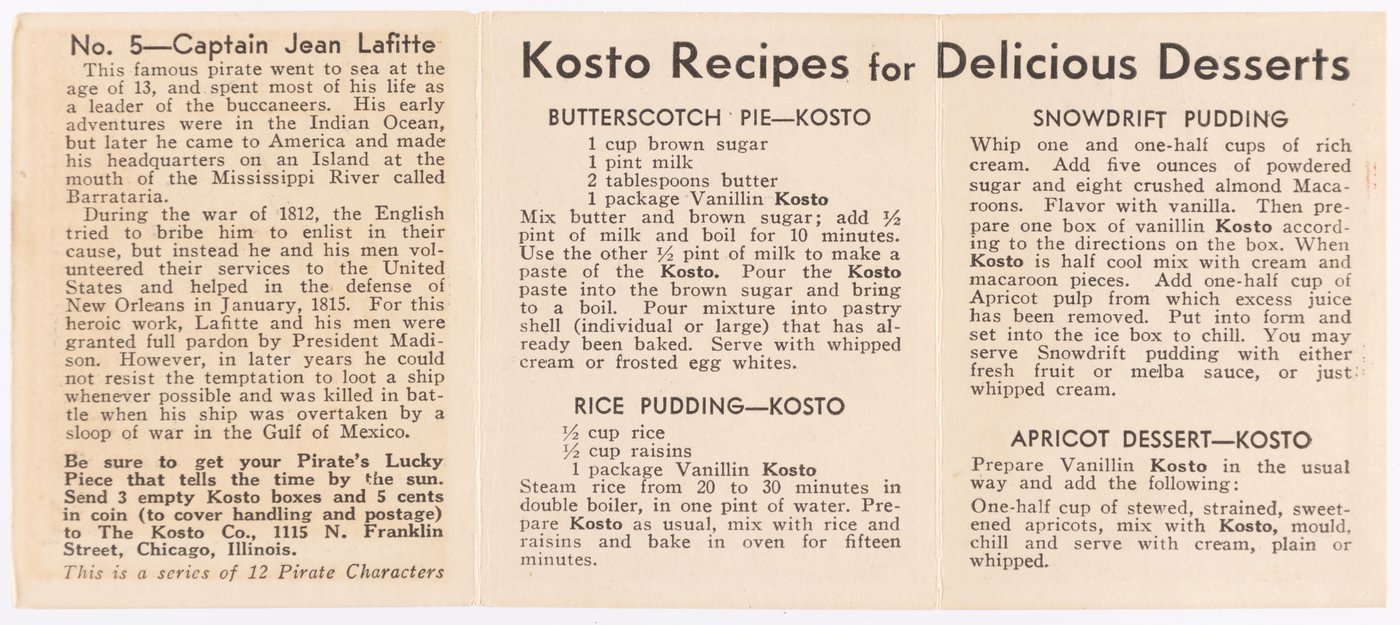 No. 5—Captain Jean Lafitte
This famous pirate went to sea at the
age of 13, and spent most of his life as
a leader of the buccaneers. His early
adventures were in the Indian Ocean,
but later he came to America and made
his headquarters on an Island at the
mouth of the Mississippi River called
Barrataria.
During the war of 1812, the English
tried to bribe him to enlist in their
cause, but instead he and his men vol-
unteered their services to the United
States and helped in the defense of
New Orleans in January, 1815. For this
heroic work, Lafitte and his men were
granted full pardon by President Madi-
son. However, in later years he could
not resist the temptation to loot a ship
whenever possible and was killed in bat-
tle when his ship was overtaken by a
sloop of war in the Gulf of Mexico.
Be sure to get your Pirate's Lucky
Piece that tells the time by the sun.
Send 3 empty Kosto boxes and 5 cents
in coin (to cover handling and postage)
to The Kosto Co., 1115 N. Franklin
Street, Chicago, Illinois.
This is a series of 12 Pirate Characters
Kosto Recipes for Delicious Desserts
BUTTERSCOTCH PIE—KOSTO
1 cup brown sugar
1 pint milk
2 tablespoons butter
1 package Vanillin Kosto
Mix butter and brown sugar; add ½
pint of milk and boil for 10 minutes.
Use the other ½ pint of milk to make a
paste of the Kosto. Pour the Kosto
paste into the brown sugar and bring
to a boil. Pour mixture into pastry
shell (individual or large) that has al-
ready been baked. Serve with whipped
cream or frosted egg whites.
RICE PUDDING—KOSTO
½ cup rice
½ cup raisins
1 package Vanillin Kosto
Steam rice from 20 to 30 minutes in
double boiler, in one pint of water. Pre-
pare Kosto as usual, mix with rice and
raisins and bake in oven for fifteen
minutes.
SNOWDRIFT PUDDING
Whip one and one-half cups of rich
cream. Add five ounces of powdered
sugar and eight crushed almond Maca-
roons. Flavor with vanilla. Then pre-
pare one box of vanillin Kosto accord-
ing to the directions on the box. When
Kosto is half cool mix with cream and
macaroon pieces. Add one-half cup of
Apricot pulp from which excess juice
has been removed. Put into form and
set into the ice box to chill. You may
serve Snowdrift pudding with either
fresh fruit or melba sauce, or just
whipped cream.
APRICOT DESSERT—KOSTO
Prepare Vanillin Kosto in the usual
way and add the following:
One-half cup of stewed, strained, sweet-
ened apricots, mix with Kosto, mould,
chill and serve with cream, plain or
whipped.